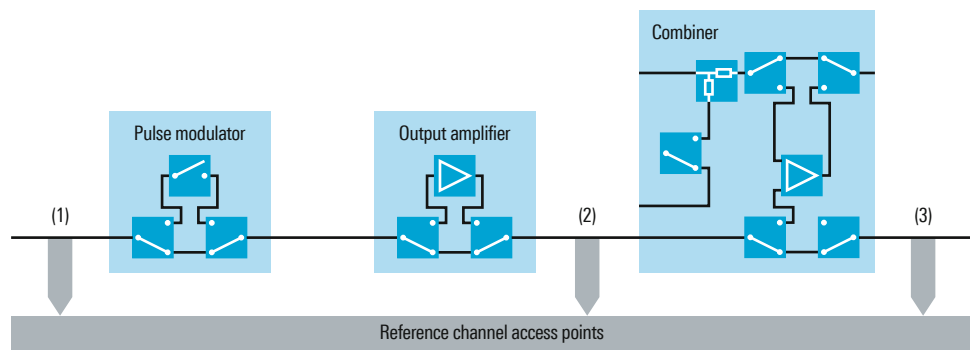 Combiner
Pulse modulator
Output amplifier
(1)
(2)
(3)
Reference channel access points